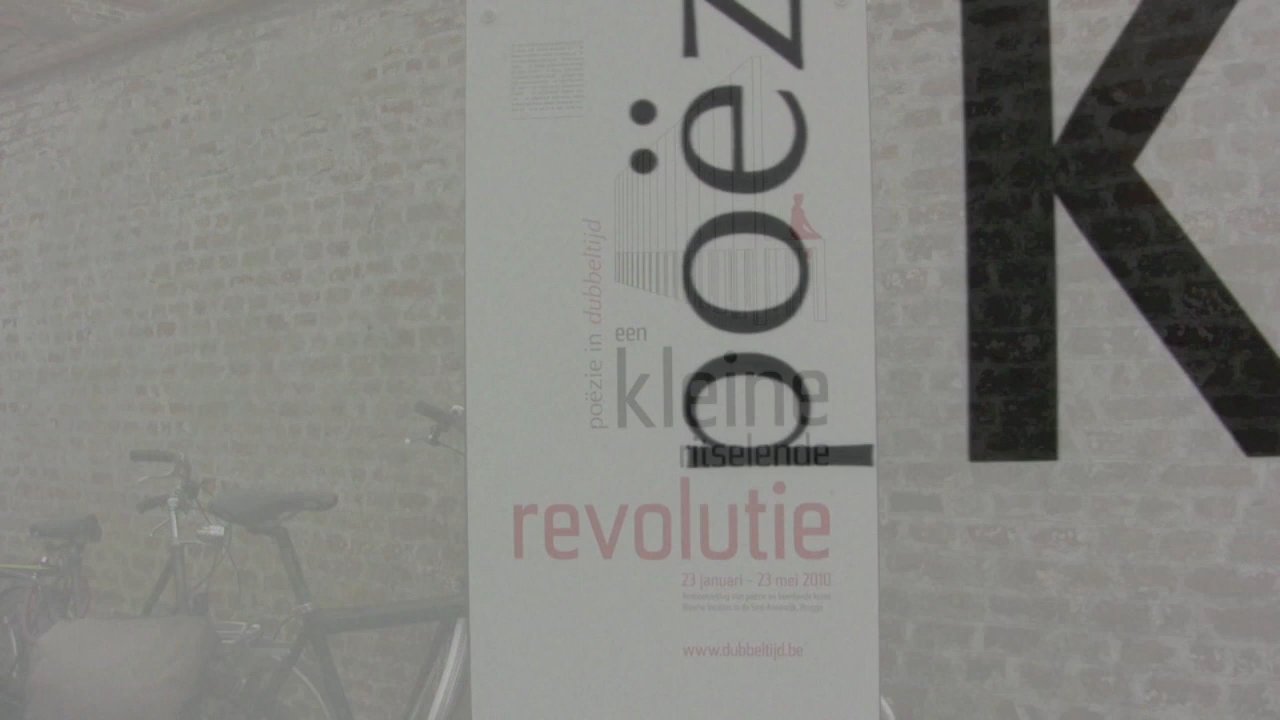 poëz
K
poëzie in dubbeltijd
een
kleine
ritselende
revolutie
23 januari - 23 mei 2010
www.dubbeltijd.be